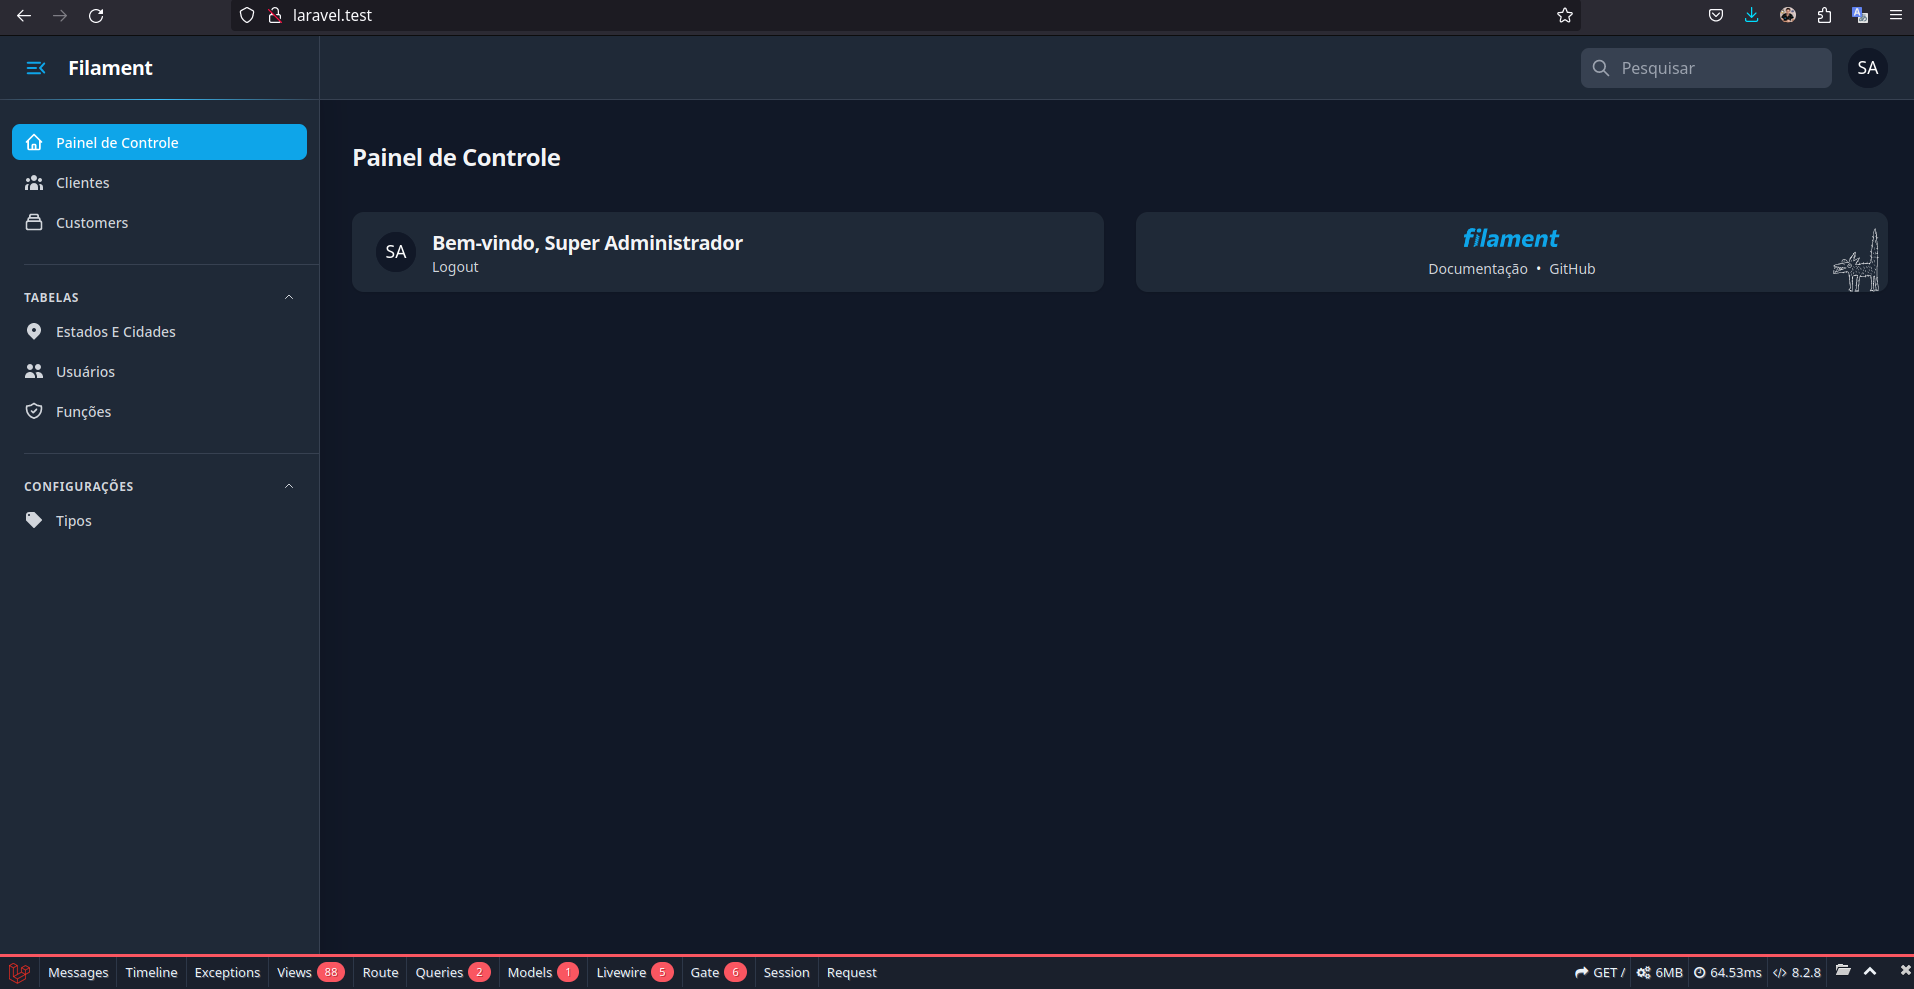 laravel.test
Filament
Pesquisar
SA
Painel de Controle
Clientes
Customers
TABELAS
Estados E Cidades
Usuários
Funções
CONFIGURAÇÕES
Tipos
Painel de Controle
SA
Bem-vindo, Super Administrador
Logout
filament
Documentação • GitHub
Messages Timeline Exceptions Views 88 Route Queries 2 Models 1 Livewire 5 Gate 6 Session Request GET / 6MB 64.53ms 8.2.8